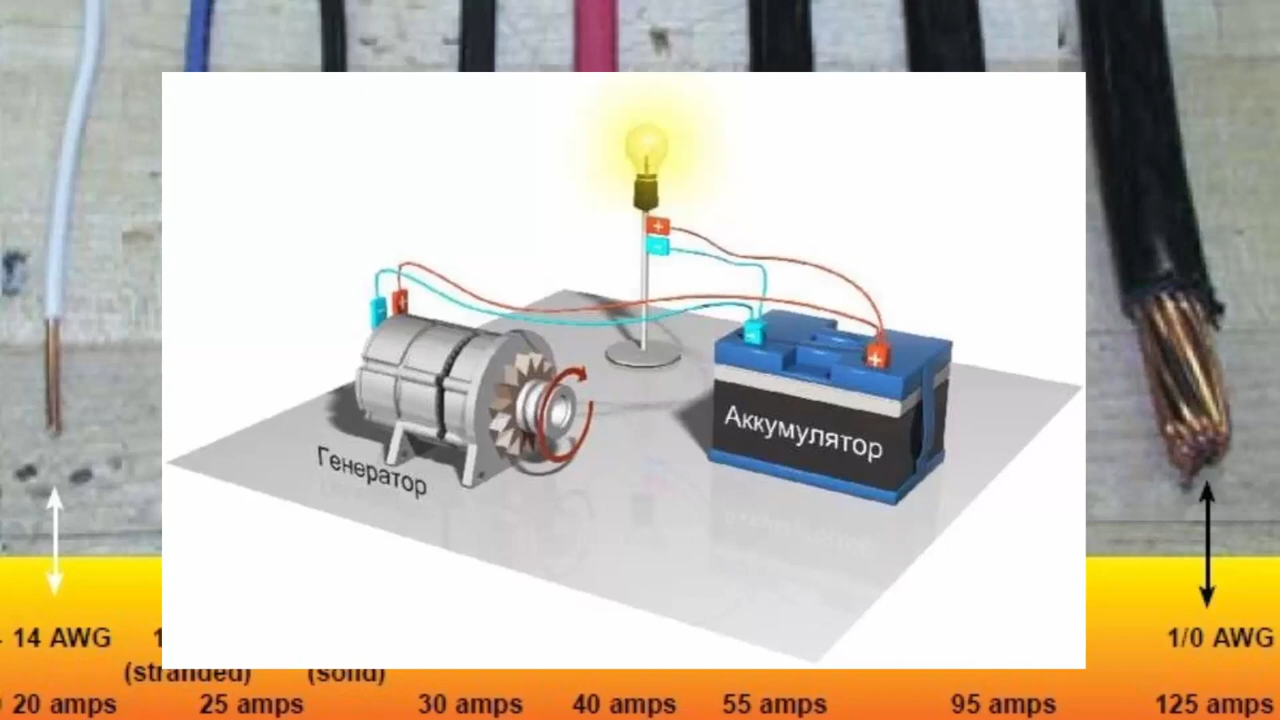 +
-
+
Генератор
-
+
Аккумулятор
14 AWG
1/0 AWG
(stranded)
(solid)
20 amps
25 amps
30 amps
40 amps
55 amps
95 amps
125 amps